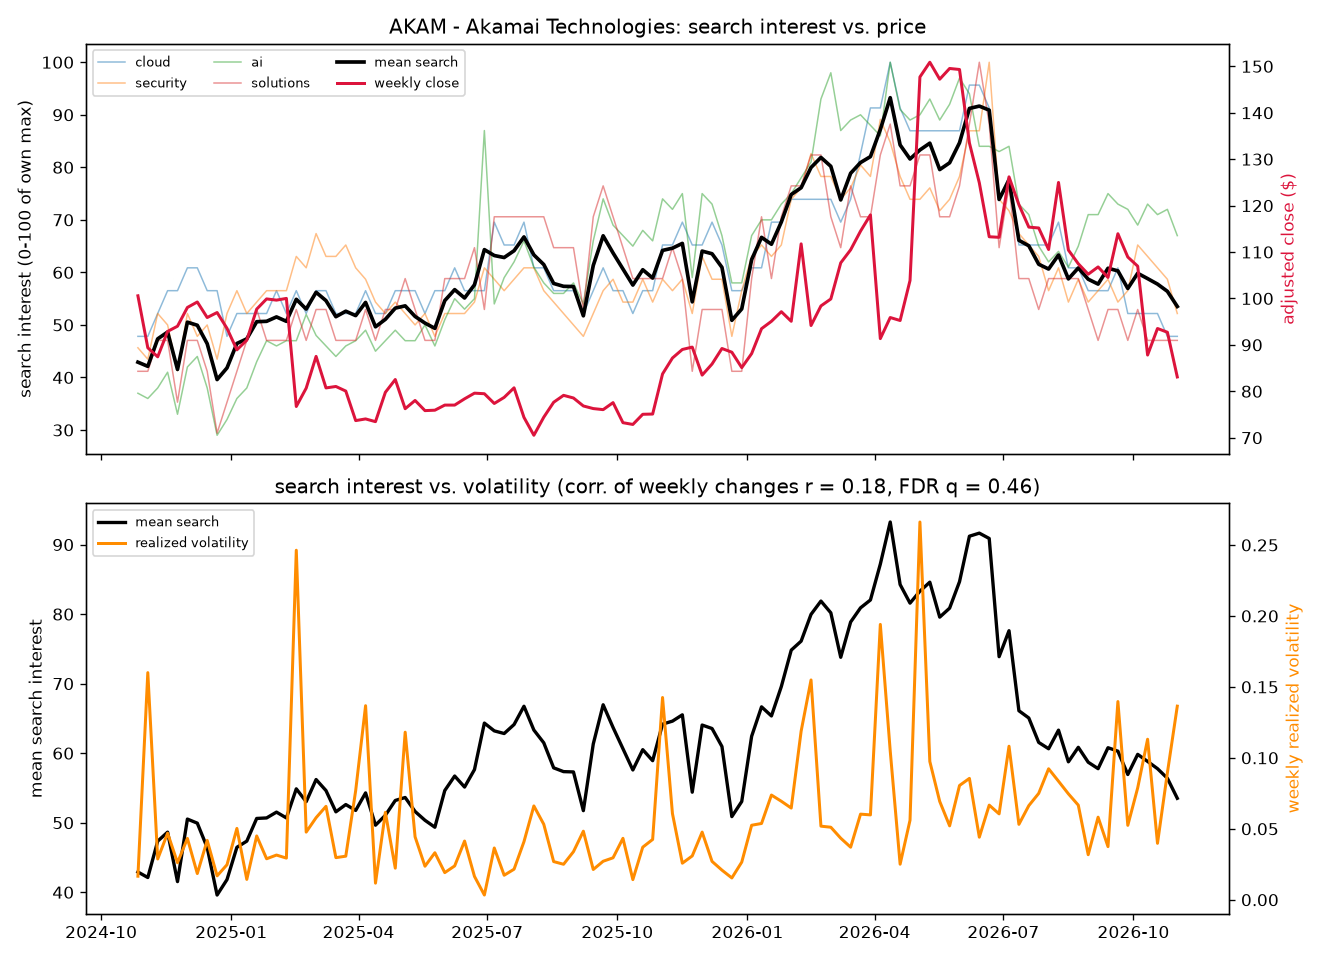 AKAM - Akamai Technologies: search interest vs. price
cloud
security
ai
solutions
mean search
weekly close
search interest (0-100 of own max)
100
90
80
70
60
50
40
30
adjusted close ($)
150
140
130
120
110
100
90
80
70
search interest vs. volatility (corr. of weekly changes r = 0.18, FDR q = 0.46)
mean search
realized volatility
mean search interest
90
80
70
60
50
40
weekly realized volatility
0.25
0.20
0.15
0.10
0.05
0.00
2024-10
2025-01
2025-04
2025-07
2025-10
2026-01
2026-04
2026-07
2026-10